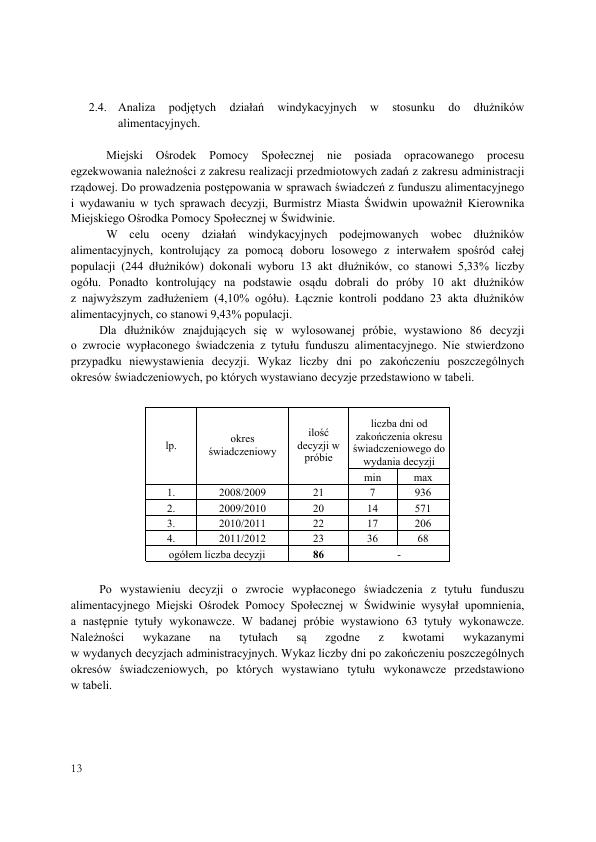 2.4. Analiza podjętych działań windykacyjnych w stosunku do dłużników
alimentacyjnych.
Miejski Ośrodek Pomocy Społecznej nie posiada opracowanego procesu
egzekwowania należności z zakresu realizacji przedmiotowych zadań z zakresu administracji
rządowej. Do prowadzenia postępowania w sprawach świadczeń z funduszu alimentacyjnego
i wydawaniu w tych sprawach decyzji, Burmistrz Miasta Świdwin upoważnił Kierownika
Miejskiego Ośrodka Pomocy Społecznej w Świdwinie.
W celu oceny działań windykacyjnych podejmowanych wobec dłużników
alimentacyjnych, kontrolujący za pomocą doboru losowego z interwałem spośród całej
populacji (244 dłużników) dokonali wyboru 13 akt dłużników, co stanowi 5,33% liczby
ogółu. Ponadto kontrolujący na podstawie osądu dobrali do próby 10 akt dłużników
z najwyższym zadłużeniem (4,10% ogółu). Łącznie kontroli poddano 23 akta dłużników
alimentacyjnych, co stanowi 9,43% populacji.
Dla dłużników znajdujących się w wylosowanej próbie, wystawiono 86 decyzji
o zwrocie wypłaconego świadczenia z tytułu funduszu alimentacyjnego. Nie stwierdzono
przypadku niewystawienia decyzji. Wykaz liczby dni po zakończeniu poszczególnych
okresów świadczeniowych, po których wystawiano decyzje przedstawiono w tabeli.
lp.
okres
świadczeniowy
ilość
decyzji w
próbie
liczba dni od
zakończenia okresu
świadczeniowego do
wydania decyzji
min max
1. 2008/2009 21 7 936
2. 2009/2010 20 14 571
3. 2010/2011 22 17 206
4. 2011/2012 23 36 68
ogółem liczba decyzji 86 -
Po wystawieniu decyzji o zwrocie wypłaconego świadczenia z tytułu funduszu
alimentacyjnego Miejski Ośrodek Pomocy Społecznej w Świdwinie wysyłał upomnienia,
a następnie tytuły wykonawcze. W badanej próbie wystawiono 63 tytuły wykonawcze.
Należności wykazane na tytułach są zgodne z kwotami wykazanymi
w wydanych decyzjach administracyjnych. Wykaz liczby dni po zakończeniu poszczególnych
okresów świadczeniowych, po których wystawiano tytułu wykonawcze przedstawiono
w tabeli.
13